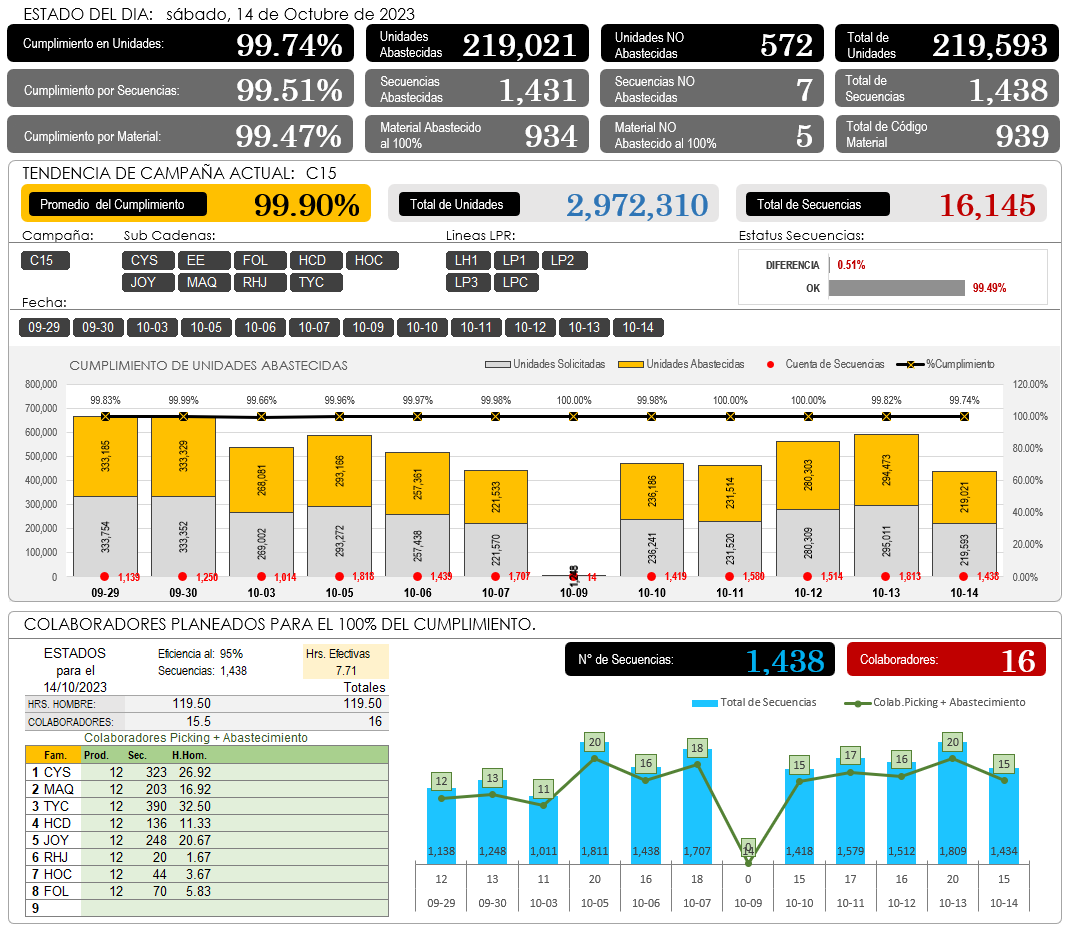 ESTADO DEL DIA: sábado, 14 de Octubre de 2023
Cumplimiento en Unidades: 99.74%
Unidades Abastecidas 219,021
Unidades NO Abastecidas 572
Total de Unidades 219,593
Cumplimiento por Secuencias: 99.51%
Secuencias Abastecidas 1,431
Secuencias NO Abastecidas 7
Total de Secuencias 1,438
Cumplimiento por Material: 99.47%
Material Abastecido al 100% 934
Material NO Abastecido al 100% 5
Total de Código Material 939
TENDENCIA DE CAMPAÑA ACTUAL: C15
Promedio del Cumplimiento 99.90%
Total de Unidades 2,972,310
Total de Secuencias 16,145
Campaña: Sub Cadenas: Lineas LPR: Estatus Secuencias:
C15 CYS EE FOL HCD HOC LH1 LP1 LP2
JOY MAQ RHJ TYC LP3 LPC
DIFERENCIA 0.51%
OK 99.49%
Fecha:
09-29 09-30 10-03 10-05 10-06 10-07 10-09 10-10 10-11 10-12 10-13 10-14
CUMPLIMIENTO DE UNIDADES ABASTECIDAS
Unidades Solicitadas Unidades Abastecidas Cuenta de Secuencias %Cumplimiento
800,000
700,000
600,000
500,000
400,000
300,000
200,000
100,000
0
120.00%
100.00%
80.00%
60.00%
40.00%
20.00%
0.00%
99.83% 99.99% 99.66% 99.96% 99.97% 99.98% 100.00% 99.98% 100.00% 100.00% 99.82% 99.74%
333,185 333,329 268,081 293,166 257,361 221,533 236,186 231,514 280,303 294,473 219,021
333,754 333,352 269,002 293,272 257,438 221,570 236,241 231,520 280,309 295,011 219,593
1,139 1,250 1,014 1,818 1,439 1,707 14 1,419 1,580 1,514 1,813 1,438
09-29 09-30 10-03 10-05 10-06 10-07 10-09 10-10 10-11 10-12 10-13 10-14
COLABORADORES PLANEADOS PARA EL 100% DEL CUMPLIMIENTO.
ESTADOS
para el
14/10/2023
Eficiencia al: 95%
Secuencias: 1,438
Hrs. Efectivas
7.71
Totales
HRS. HOMBRE: 119.50 119.50
COLABORADORES: 15.5 16
Colaboradores Picking + Abastecimiento
Fam. Prod. Sec. H.Hom.
1 CYS 12 323 26.92
2 MAQ 12 203 16.92
3 TYC 12 390 32.50
4 HCD 12 136 11.33
5 JOY 12 248 20.67
6 RHJ 12 20 1.67
7 HOC 12 44 3.67
8 FOL 12 70 5.83
9
N° de Secuencias: 1,438
Colaboradores: 16
Total de Secuencias Colab.Picking + Abastecimiento
12 13 11 20 16 18 0 15 17 16 20 15
1,138 1,248 1,011 1,811 1,438 1,707 14 1,418 1,579 1,512 1,809 1,434
12 13 11 20 16 18 0 15 17 16 20 15
09-29 09-30 10-03 10-05 10-06 10-07 10-09 10-10 10-11 10-12 10-13 10-14